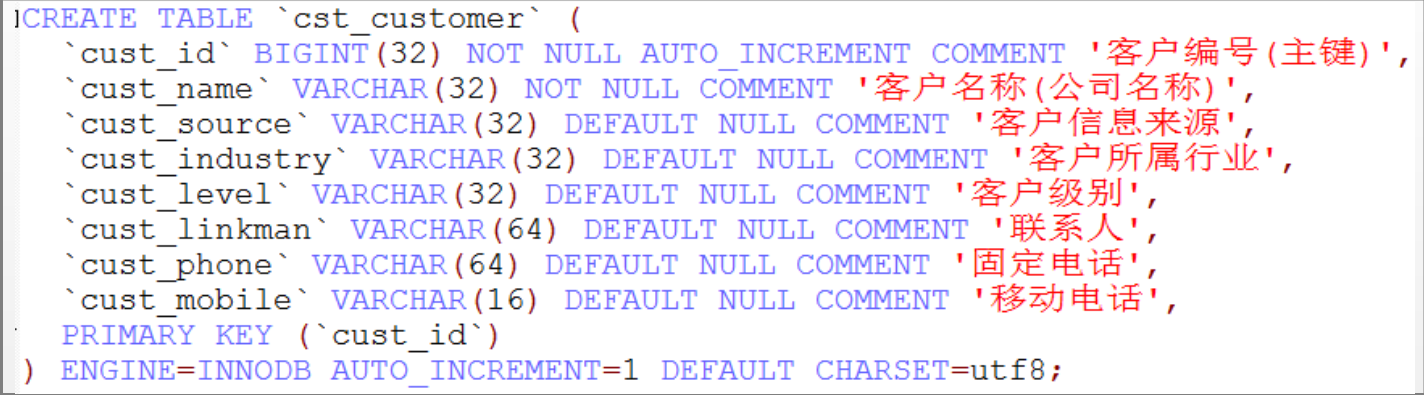 CREATE TABLE `cst_customer` (
`cust_id` BIGINT(32) NOT NULL AUTO_INCREMENT COMMENT '客户编号(主键)',
`cust_name` VARCHAR(32) NOT NULL COMMENT '客户名称(公司名称)',
`cust_source` VARCHAR(32) DEFAULT NULL COMMENT '客户信息来源',
`cust_industry` VARCHAR(32) DEFAULT NULL COMMENT '客户所属行业',
`cust_level` VARCHAR(32) DEFAULT NULL COMMENT '客户级别',
`cust_linkman` VARCHAR(64) DEFAULT NULL COMMENT '联系人',
`cust_phone` VARCHAR(64) DEFAULT NULL COMMENT '固定电话',
`cust_mobile` VARCHAR(16) DEFAULT NULL COMMENT '移动电话',
PRIMARY KEY (`cust_id`)
) ENGINE=INNODB AUTO_INCREMENT=1 DEFAULT CHARSET=utf8;